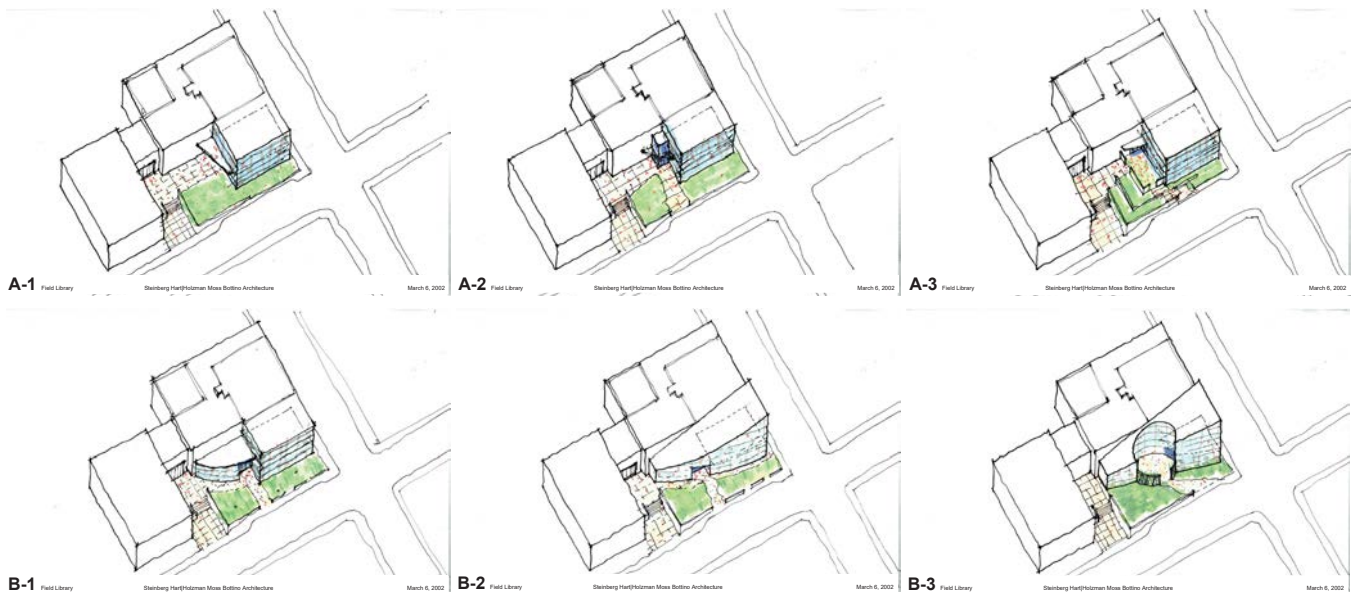 A-1 Field Library Steinberg Hart|Holzman Moss Bottino Architecture March 6, 2002
A-2 Field Library Steinberg Hart|Holzman Moss Bottino Architecture March 6, 2002
A-3 Field Library Steinberg Hart|Holzman Moss Bottino Architecture March 6, 2002
B-1 Field Library Steinberg Hart|Holzman Moss Bottino Architecture March 6, 2002
B-2 Field Library Steinberg Hart|Holzman Moss Bottino Architecture March 6, 2002
B-3 Field Library Steinberg Hart|Holzman Moss Bottino Architecture March 6, 2002